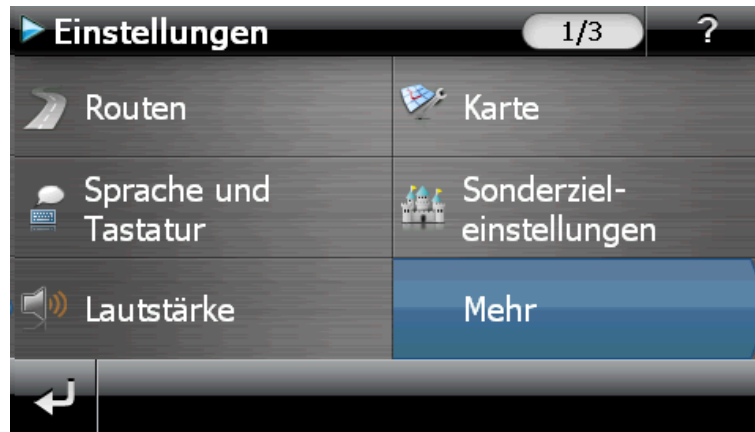 Einstellungen
1/3
?
Routen
Karte
Sprache und
Tastatur
Sonderziel-
einstellungen
Lautstärke
Mehr